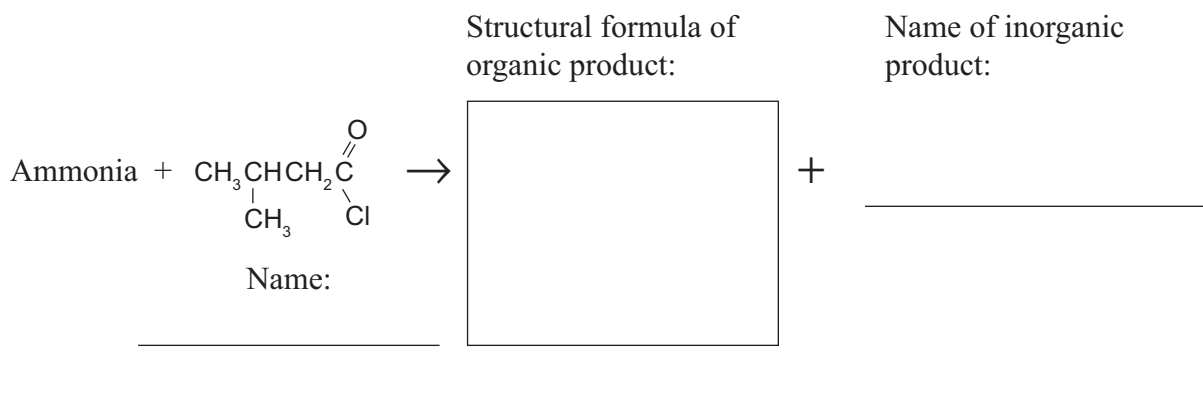 Structural formula of
organic product:
Name of inorganic
product:
O
Ammonia + CH₃CHCH₂C → +
CH₃ Cl
Name: